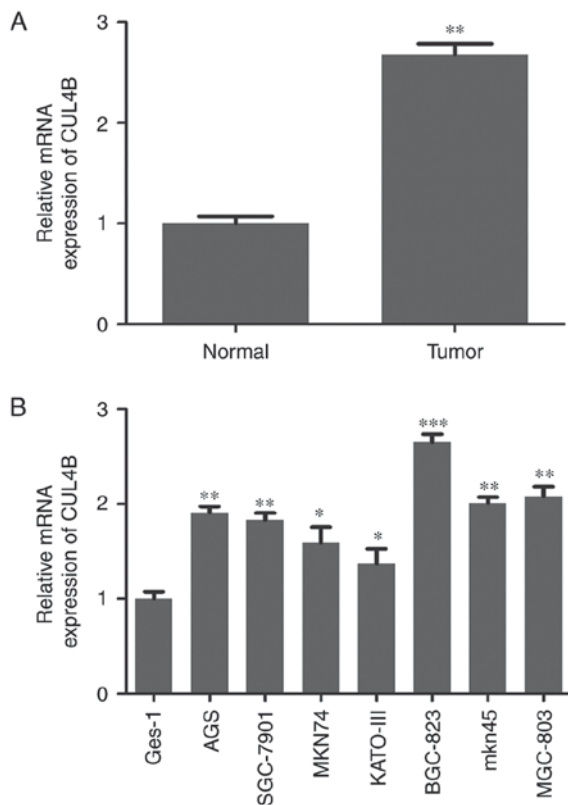 A
Relative mRNA
expression of CUL4B
3
2
1
0
**
Normal
Tumor
B
Relative mRNA
expression of CUL4B
3
2
1
0
**
**
*
*
***
**
**
Ges-1
AGS
SGC-7901
MKN74
KATO-III
BGC-823
mkn45
MGC-803